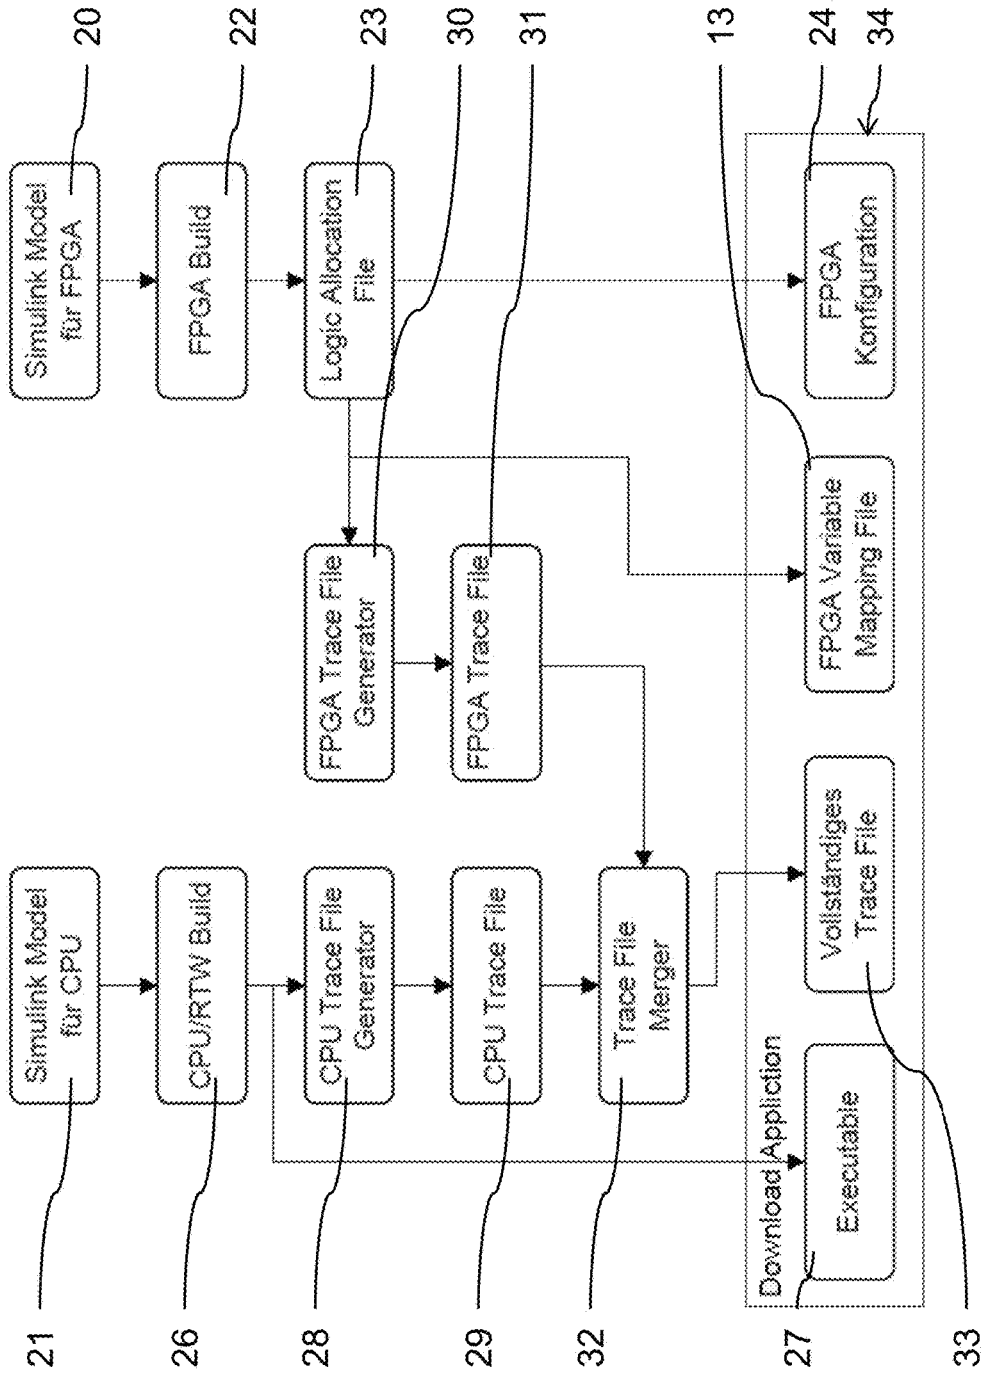 21
26
28
29
32
27
33
Simulink Model
für CPU
CPU/RTW Build
CPU Trace File
Generator
CPU Trace File
Trace File
Merger
Download Appliction
Executable
Vollständiges
Trace File
FPGA Trace File
Generator
FPGA Trace File
FPGA Variable
Mapping File
Simulink Model
für FPGA
FPGA Build
Logic Allocation
File
FPGA
Konfiguration
20
22
23
30
31
13
24
34